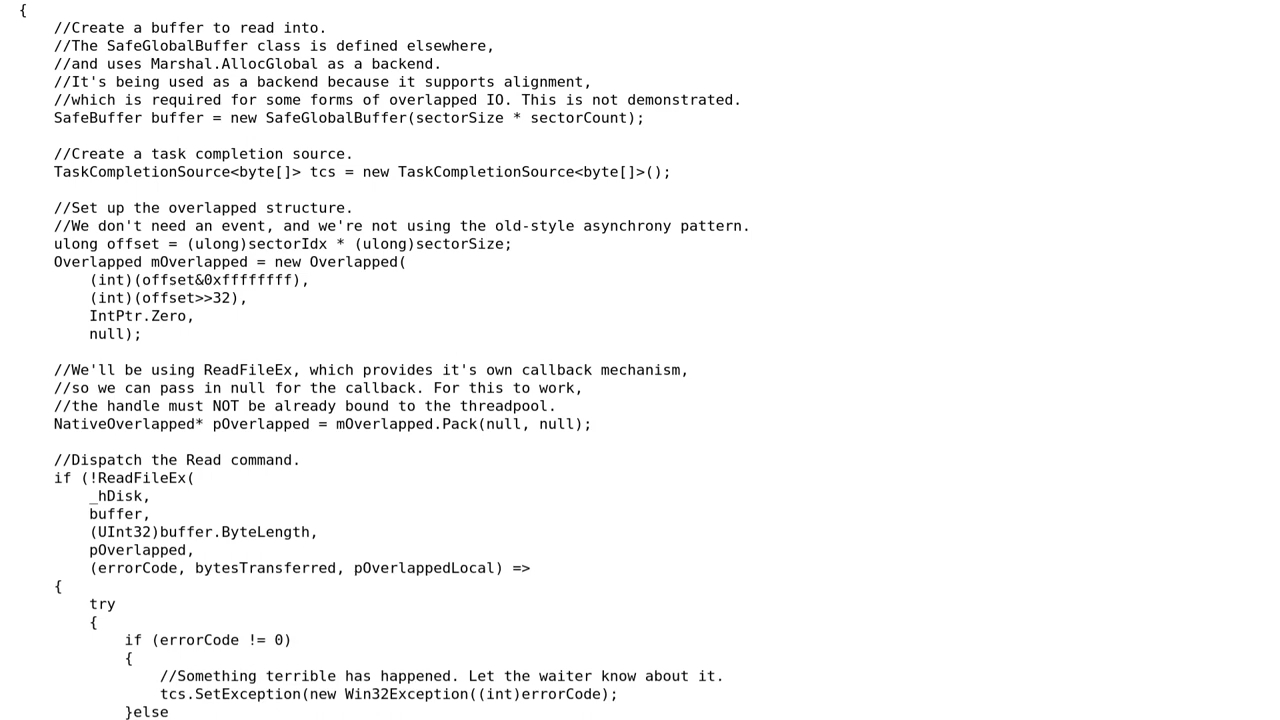 {
    //Create a buffer to read into.
    //The SafeGlobalBuffer class is defined elsewhere,
    //and uses Marshal.AllocGlobal as a backend.
    //It's being used as a backend because it supports alignment,
    //which is required for some forms of overlapped IO. This is not demonstrated.
    SafeBuffer buffer = new SafeGlobalBuffer(sectorSize * sectorCount);

    //Create a task completion source.
    TaskCompletionSource<byte[]> tcs = new TaskCompletionSource<byte[]>();

    //Set up the overlapped structure.
    //We don't need an event, and we're not using the old-style asynchrony pattern.
    ulong offset = (ulong)sectorIdx * (ulong)sectorSize;
    Overlapped mOverlapped = new Overlapped(
        (int)(offset&0xffffffff),
        (int)(offset>>32),
        IntPtr.Zero,
        null);

    //We'll be using ReadFileEx, which provides it's own callback mechanism,
    //so we can pass in null for the callback. For this to work,
    //the handle must NOT be already bound to the threadpool.
    NativeOverlapped* pOverlapped = mOverlapped.Pack(null, null);

    //Dispatch the Read command.
    if (!ReadFileEx(
        _hDisk,
        buffer,
        (UInt32)buffer.ByteLength,
        pOverlapped,
        (errorCode, bytesTransferred, pOverlappedLocal) =>
    {
        try
        {
            if (errorCode != 0)
            {
                //Something terrible has happened. Let the waiter know about it.
                tcs.SetException(new Win32Exception((int)errorCode);
            }else